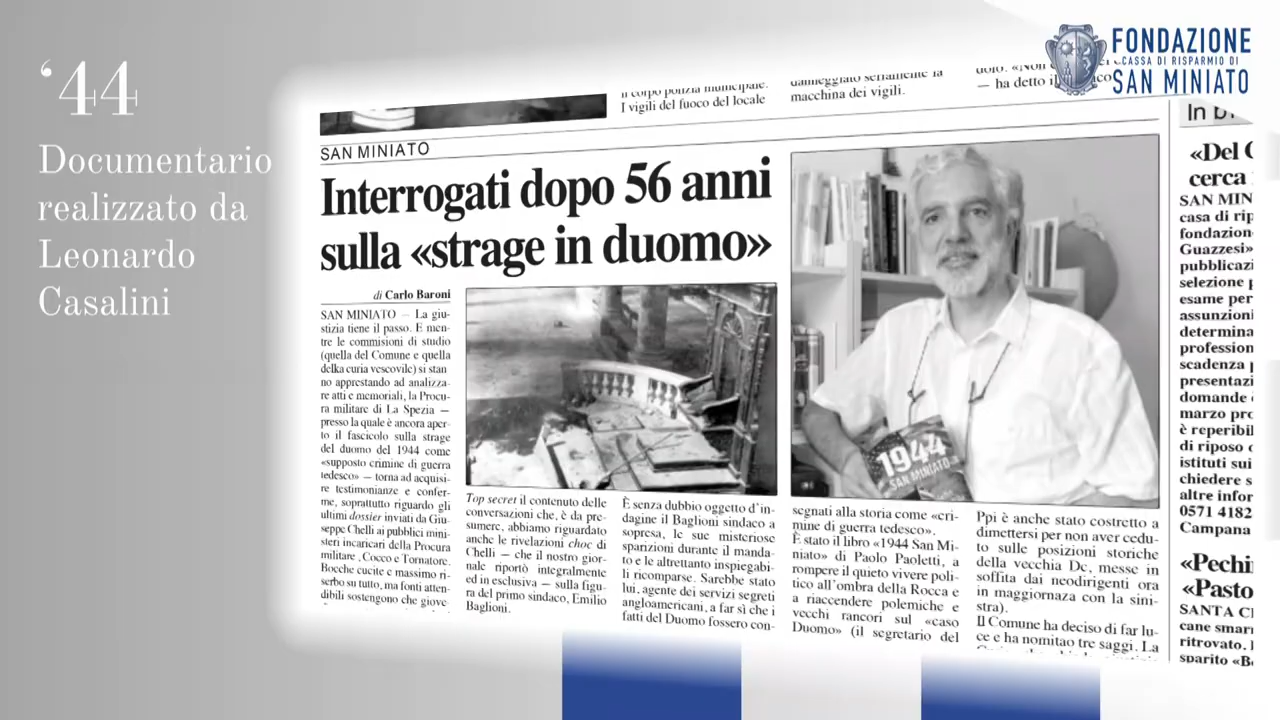 ‘44
Documentario
realizzato da
Leonardo
Casalini
FONDAZIONE
CASSA DI RISPARMIO DI
SAN MINIATO
il corpo polizia municipale.
I vigili del fuoco del locale
danneggiato seriamente la
macchina dei vigili.
— ha detto il
SAN MINIATO
Interrogati dopo 56 anni
sulla «strage in duomo»
di Carlo Baroni
SAN MINIATO — La giu-
stizia tiene il passo. E men-
tre le commisioni di studio
(quella del Comune e quella
della curia vescovile) si stan
no apprestando ad analizza-
re atti e memoriali, la Procu-
ra militare di La Spezia —
presso la quale è ancora aper-
to il fascicolo sulla strage
del duomo del 1944 come
«supposto crimine di guerra
tedesco» — torna ad acquisi-
re testimonianze e confer-
me, soprattutto riguardo gli
ultimi dossier inviati da Giu-
seppe Chelli ai pubblici mini-
steri incaricari della Procura
militare, Cocco e Tornatore.
Bocche cucite e massimo ri-
serbo su tutto, ma fonti atten-
dibili sostengono che giove-
Top secret il contenuto delle
conversazioni che, è da pre-
sumere, abbiamo riguardato
anche le rivelazioni choc di
Chelli — che il nostro gior-
nale riportò integralmente
ed in esclusiva — sulla figu-
ra del primo sindaco, Emilio
Baglioni.
È senza dubbio oggetto d'in-
dagine il Baglioni sindaco a
sopresa, le sue misteriose
sparizioni durante il manda-
to e le altrettanto inspiegabi-
li ricomparse. Sarebbe stato
lui, agente dei servizi segreti
angloamericani, a far sì che i
fatti del Duomo fossero con-
1944
SAN MINIATO
segnati alla storia come «cri-
mine di guerra tedesco».
È stato il libro «1944 San Mi-
niato» di Paolo Paoletti, a
rompere il quieto vivere poli-
tico all'ombra della Rocca e
a riaccendere polemiche e
vecchi rancori sul «caso
Duomo» (il segretario del
Ppi è anche stato costretto a
dimettersi per non aver cedu-
to sulle posizioni storiche
della vecchia Dc, messe in
soffita dai neodirigenti ora
in maggiornaza con la sini-
stra).
Il Comune ha deciso di far lu-
ce e ha nomitao tre saggi. La
In br
«Del
cerca
SAN MIN
casa di rip
fondazion
Guazzesi»
pubblicazi
selezione p
esame per
assunzioni
determina
profession
scadenza p
presentazi
domande
marzo pro
è reperibil
di riposo
istituti sui
chiedere s
altre infor
0571 4182
Campana
«Pechi
«Pasto
SANTA C
cane smar
ritrovato.
sparito «B